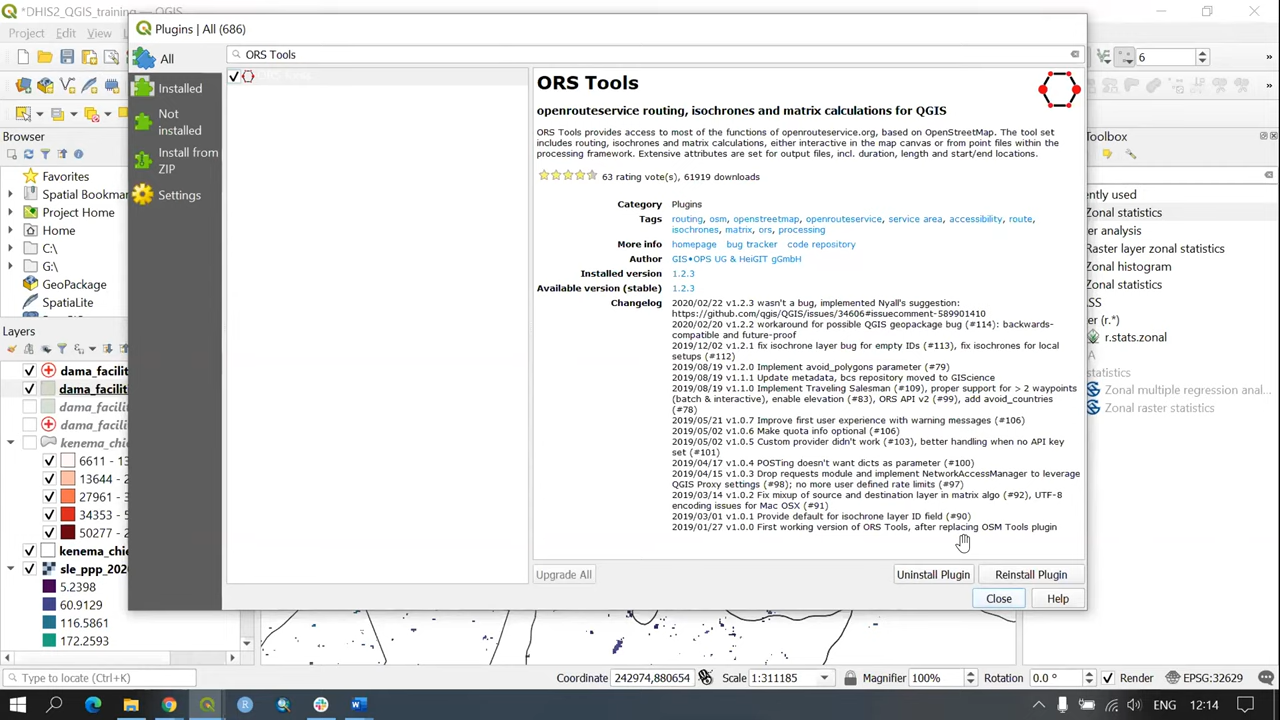 *DHIS2_QGIS_training — QGIS
Plugins | All (686)
Project Edit View
All
ORS Tools
6
Installed
Not
installed
Install from
ZIP
Settings
ORS Tools
openrouteservice routing, isochrones and matrix calculations for QGIS
ORS Tools provides access to most of the functions of openrouteservice.org, based on OpenStreetMap. The tool set
includes routing, isochrones and matrix calculations, either interactive in the map canvas or from point files within the
processing framework. Extensive attributes are set for output files, incl. duration, length and start/end locations.
63 rating vote(s), 61919 downloads
Category Plugins
Tags routing, osm, openstreetmap, openrouteservice, service area, accessibility, route,
isochrones, matrix, ors, processing
More info homepage bug tracker code repository
Author GIS•OPS UG & HeiGIT gGmbH
Installed version 1.2.3
Available version (stable) 1.2.3
Changelog 2020/02/22 v1.2.3 wasn't a bug, implemented Nyall's suggestion:
https://github.com/qgis/QGIS/issues/34606#issuecomment-589901410
2020/02/20 v1.2.2 workaround for possible QGIS geopackage bug (#114): backwards-
compatible and future-proof
2019/12/02 v1.2.1 fix isochrone layer bug for empty IDs (#113), fix isochrones for local
setups (#112)
2019/08/19 v1.2.0 Implement avoid_polygons parameter (#79)
2019/08/19 v1.1.1 Update metadata, bcs repository moved to GIScience
2019/08/19 v1.1.0 Implement Traveling Salesman (#109), proper support for > 2 waypoints
(batch & interactive), enable elevation (#83), ORS API v2 (#99), add avoid_countries
(#78)
2019/05/21 v1.0.7 Improve first user experience with warning messages (#106)
2019/05/02 v1.0.6 Make quota info optional (#106)
2019/05/02 v1.0.5 Custom provider didn't work (#103), better handling when no API key
set (#101)
2019/04/17 v1.0.4 POSTing doesn't want dicts as parameter (#100)
2019/04/15 v1.0.3 Drop requests module and implement NetworkAccessManager to leverage
QGIS Proxy settings (#98); no more user defined rate limits (#97)
2019/03/14 v1.0.2 Fix mixup of source and destination layer in matrix algo (#92), UTF-8
encoding issues for Mac OSX (#91)
2019/03/01 v1.0.1 Provide default for isochrone layer ID field (#90)
2019/01/27 v1.0.0 First working version of ORS Tools, after replacing OSM Tools plugin
Upgrade All
Uninstall Plugin
Reinstall Plugin
Close
Help
Browser
Favorites
Spatial Bookmar
Project Home
Home
C:\
G:\
GeoPackage
SpatiaLite
Layers
dama_facilit
dama_facilit
dama_facilit
dama_facilit
kenema_chie
6611 - 13
13644 -
27961 -
34353 -
50277 -
kenema_chi
sle_ppp_202
5.2398
60.9129
116.5861
172.2593
Toolbox
ently used
Zonal statistics
er analysis
Raster layer zonal statistics
Zonal histogram
Zonal statistics
SS
er (r.*)
r.stats.zonal
A
statistics
Zonal multiple regression anal
Zonal raster statistics
Type to locate (Ctrl+K)
Coordinate 242974,880654
Scale 1:311185
Magnifier 100%
Rotation 0.0 °
Render
EPSG:32629
ENG
12:14